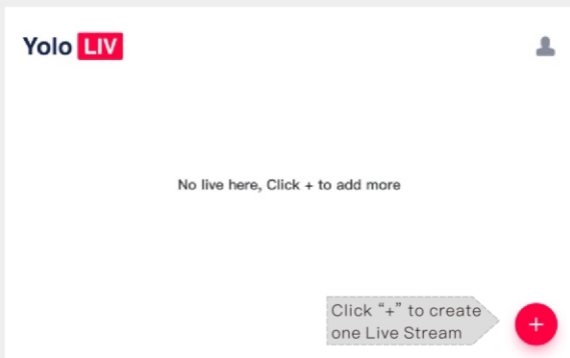 Yolo LIV
No live here, Click + to add more
Click “+” to create
one Live Stream
+